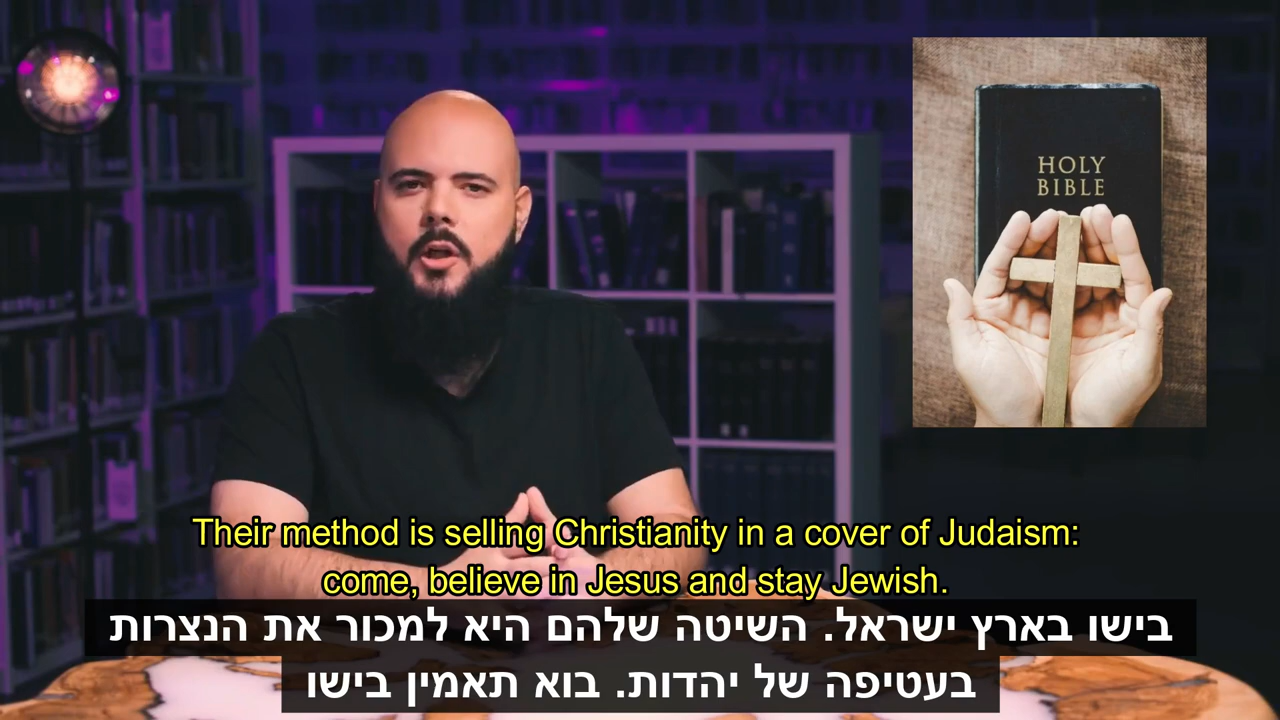 HOLY
BIBLE
Their method is selling Christianity in a cover of Judaism:
come, believe in Jesus and stay Jewish.
בישו בארץ ישראל. השיטה שלהם היא למכור את הנצרות
בעטיפה של יהדות. בוא תאמין בישו